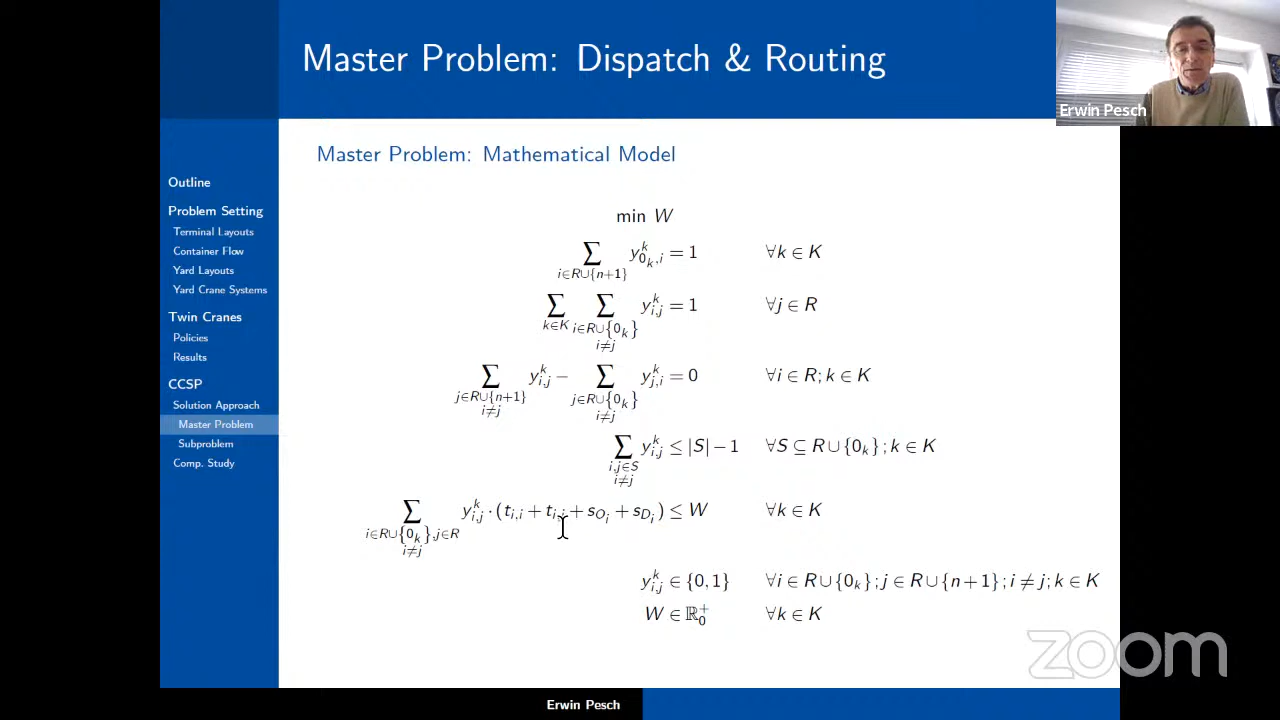 Master Problem: Dispatch & Routing
Erwin Pesch
Outline
Problem Setting
Terminal Layouts
Container Flow
Yard Layouts
Yard Crane Systems
Twin Cranes
Policies
Results
CCSP
Solution Approach
Master Problem
Subproblem
Comp. Study
Master Problem: Mathematical Model
min W
∑_{i∈R∪{n+1}} y^k_{0_k,i} = 1 ∀k ∈ K
∑_{k∈K} ∑_{i∈R∪{0_k} i≠j} y^k_{i,j} = 1 ∀j ∈ R
∑_{j∈R∪{n+1} i≠j} y^k_{i,j} − ∑_{j∈R∪{0_k} i≠j} y^k_{j,i} = 0 ∀i ∈ R; k ∈ K
∑_{i,j∈S i≠j} y^k_{i,j} ≤ |S| − 1 ∀S ⊆ R ∪ {0_k}; k ∈ K
∑_{i∈R∪{0_k},j∈R i≠j} y^k_{i,j} · (t_{i,i} + t_{i,j} + s_{O_i} + s_{D_i}) ≤ W ∀k ∈ K
y^k_{i,j} ∈ {0,1} ∀i ∈ R ∪ {0_k}; j ∈ R ∪ {n+1}; i ≠ j; k ∈ K
W ∈ ℝ^+_0 ∀k ∈ K
zoom
Erwin Pesch